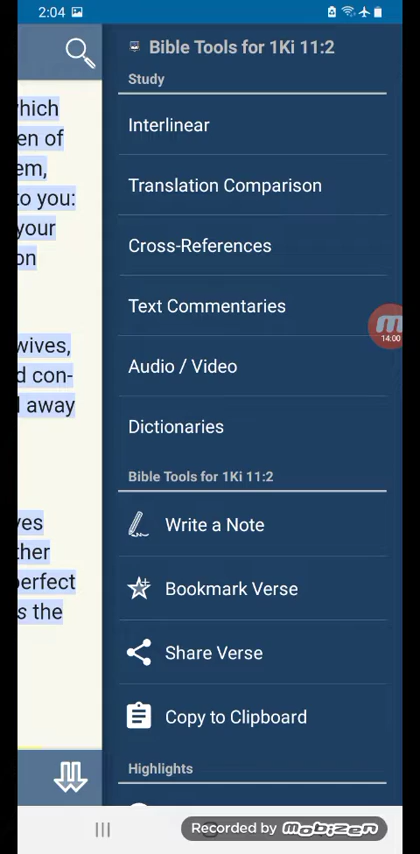 2:04
Bible Tools for 1Ki 11:2
Study
Interlinear
Translation Comparison
Cross-References
Text Commentaries
Audio / Video
Dictionaries
Bible Tools for 1Ki 11:2
Write a Note
Bookmark Verse
Share Verse
Copy to Clipboard
Highlights
hich
en of
em,
o you:
your
on
wives,
d con-
away
ves
ther
perfect
s the
14:00
Recorded by mobizen